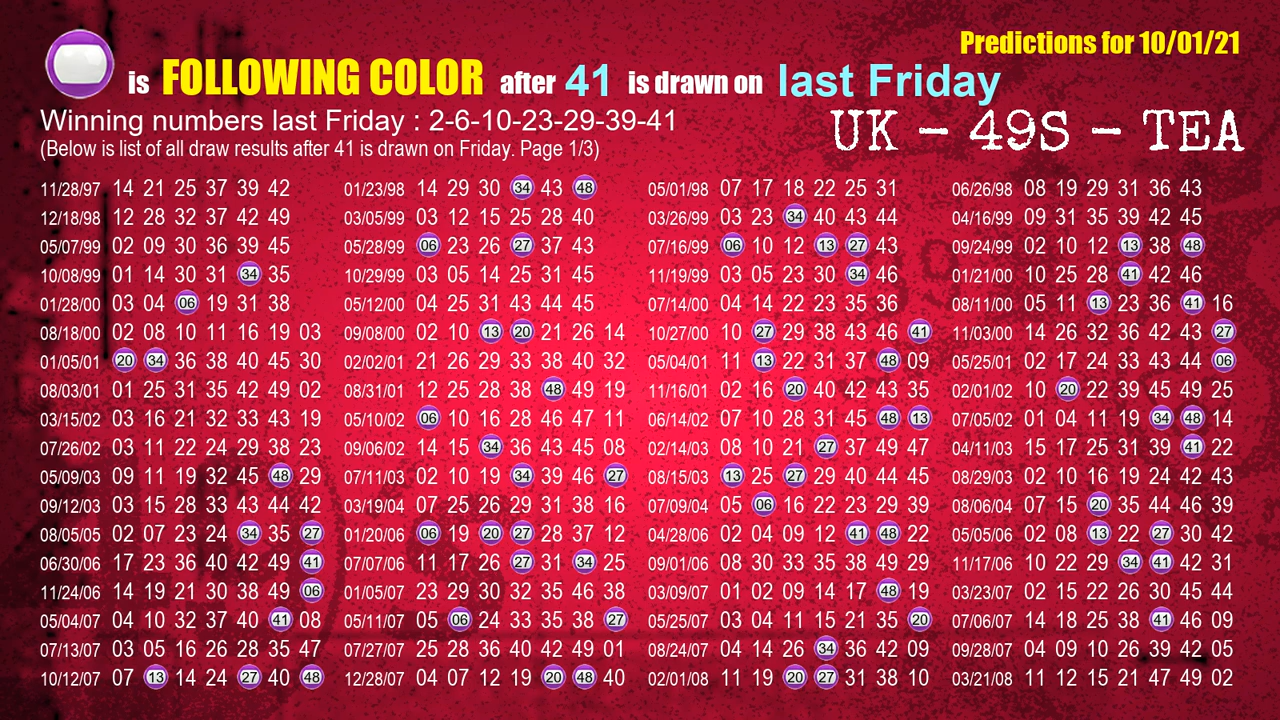 Predictions for 10/01/21
is FOLLOWING COLOR after 41 is drawn on last Friday
Winning numbers last Friday : 2-6-10-23-29-39-41
UK - 49S - TEA
(Below is list of all draw results after 41 is drawn on Friday. Page 1/3)
11/28/97 14 21 25 37 39 42 01/23/98 14 29 30 34 43 48 05/01/98 07 17 18 22 25 31 06/26/98 08 19 29 31 36 43
12/18/98 12 28 32 37 42 49 03/05/99 03 12 15 25 28 40 03/26/99 03 23 34 40 43 44 04/16/99 09 31 35 39 42 45
05/07/99 02 09 30 36 39 45 05/28/99 06 23 26 27 37 43 07/16/99 06 10 12 13 27 43 09/24/99 02 10 12 13 38 48
10/08/99 01 14 30 31 34 35 10/29/99 03 05 14 25 31 45 11/19/99 03 05 23 30 34 46 01/21/00 10 25 28 41 42 46
01/28/00 03 04 06 19 31 38 05/12/00 04 25 31 43 44 45 07/14/00 04 14 22 23 35 36 08/11/00 05 11 13 23 36 41 16
08/18/00 02 08 10 11 16 19 03 09/08/00 02 10 13 20 21 26 14 10/27/00 10 27 29 38 43 46 41 11/03/00 14 26 32 36 42 43 27
01/05/01 20 34 36 38 40 45 30 02/02/01 21 26 29 33 38 40 32 05/04/01 11 13 22 31 37 48 09 05/25/01 02 17 24 33 43 44 06
08/03/01 01 25 31 35 42 49 02 08/31/01 12 25 28 38 48 49 19 11/16/01 02 16 20 40 42 43 35 02/01/02 10 20 22 39 45 49 25
03/15/02 03 16 21 32 33 43 19 05/10/02 06 10 16 28 46 47 11 06/14/02 07 10 28 31 45 48 13 07/05/02 01 04 11 19 34 48 14
07/26/02 03 11 22 24 29 38 23 09/06/02 14 15 34 36 43 45 08 02/14/03 08 10 21 27 37 49 47 04/11/03 15 17 25 31 39 41 22
05/09/03 09 11 19 32 45 48 29 07/11/03 02 10 19 34 39 46 27 08/15/03 13 25 27 29 40 44 45 08/29/03 02 10 16 19 24 42 43
09/12/03 03 15 28 33 43 44 42 03/19/04 07 25 26 29 31 38 16 07/09/04 05 06 16 22 23 29 39 08/06/04 07 15 20 35 44 46 39
08/05/05 02 07 23 24 34 35 27 01/20/06 06 19 20 27 28 37 12 04/28/06 02 04 09 12 41 48 22 05/05/06 02 08 13 22 27 30 42
06/30/06 17 23 36 40 42 49 41 07/07/06 11 17 26 27 31 34 25 09/01/06 08 30 33 35 38 49 29 11/17/06 10 22 29 34 41 42 31
11/24/06 14 19 21 30 38 49 06 01/05/07 23 29 30 32 35 46 38 03/09/07 01 02 09 14 17 48 19 03/23/07 02 15 22 26 30 45 44
05/04/07 04 10 32 37 40 41 08 05/11/07 05 06 24 33 35 38 27 05/25/07 03 04 11 15 21 35 20 07/06/07 14 18 25 38 41 46 09
07/13/07 03 05 16 26 28 35 47 07/27/07 25 28 36 40 42 49 01 08/24/07 04 14 26 34 36 42 09 09/28/07 04 09 10 26 39 42 05
10/12/07 07 13 14 24 27 40 48 12/28/07 04 07 12 19 20 48 40 02/01/08 11 19 20 27 31 38 10 03/21/08 11 12 15 21 47 49 02